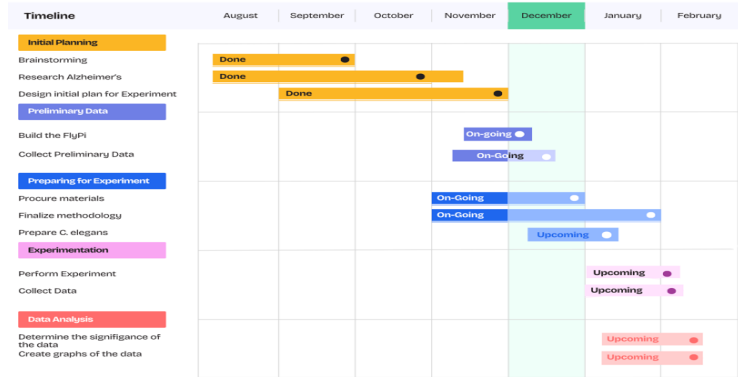 Timeline August September October November December January February
Initial Planning
Brainstorming Done
Research Alzheimer's Done
Design initial plan for Experiment Done
Preliminary Data
Build the FlyPi On-going
Collect Preliminary Data On-Going
Preparing for Experiment
Procure materials On-Going
Finalize methodology On-Going
Prepare C. elegans Upcoming
Experimentation
Perform Experiment Upcoming
Collect Data Upcoming
Data Analysis
Determine the signifigance of Upcoming
the data
Create graphs of the data Upcoming